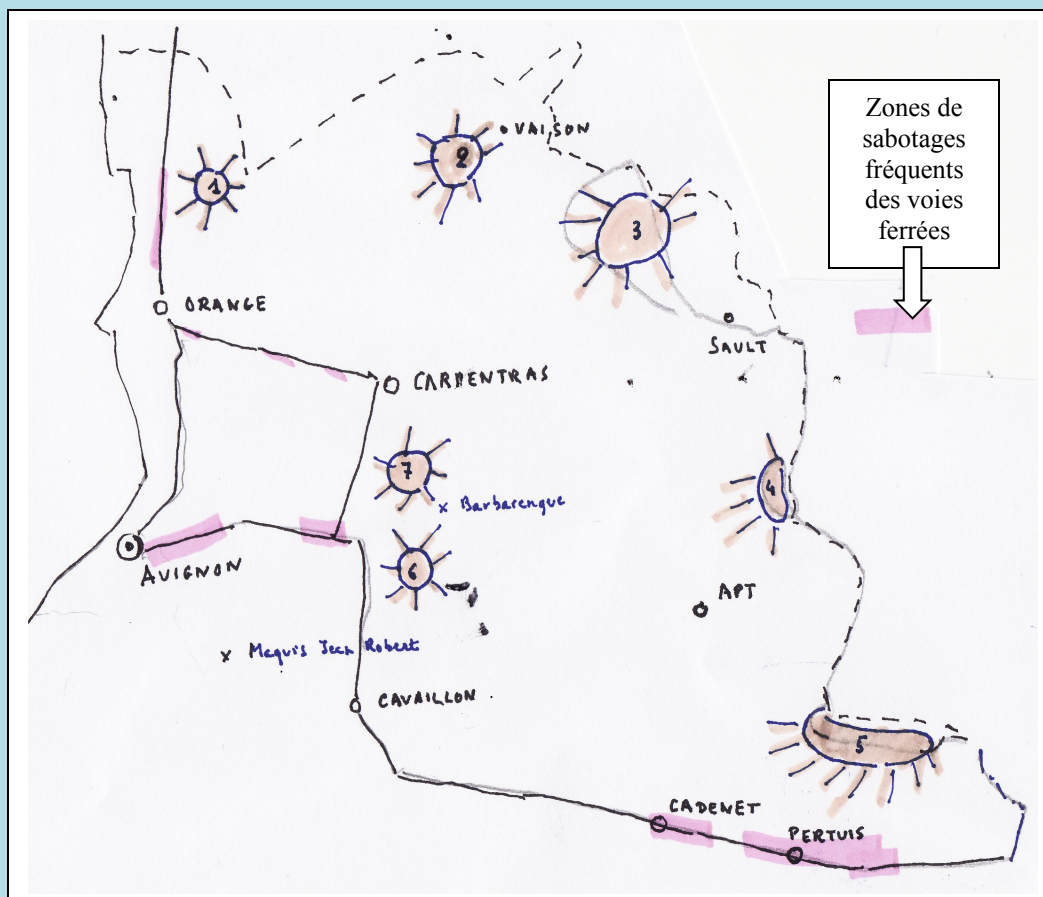 Zones de
sabotages
fréquents
des voies
ferrées
VAISON
1
2
3
ORANGE
SAULT
CARPENTRAS
7
4
x Barbarenque
AVIGNON
6
APT
x Maquis Jean Robert
CAVAILLON
5
CADENET
PERTUIS